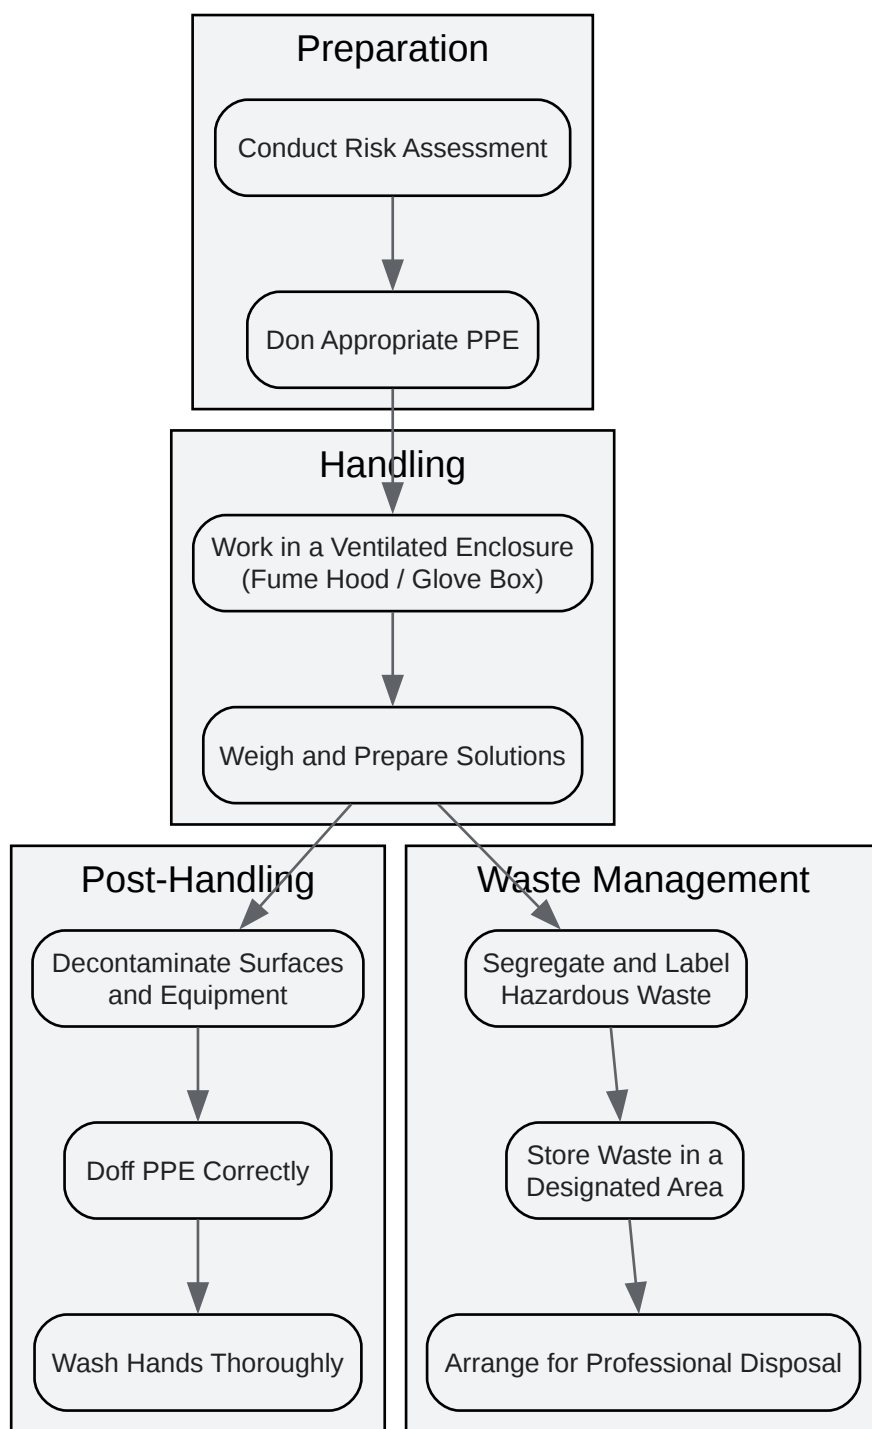 Preparation
Conduct Risk Assessment
Don Appropriate PPE
Handling
Work in a Ventilated Enclosure
(Fume Hood / Glove Box)
Weigh and Prepare Solutions
Post-Handling
Decontaminate Surfaces
and Equipment
Doff PPE Correctly
Wash Hands Thoroughly
Waste Management
Segregate and Label
Hazardous Waste
Store Waste in a
Designated Area
Arrange for Professional Disposal